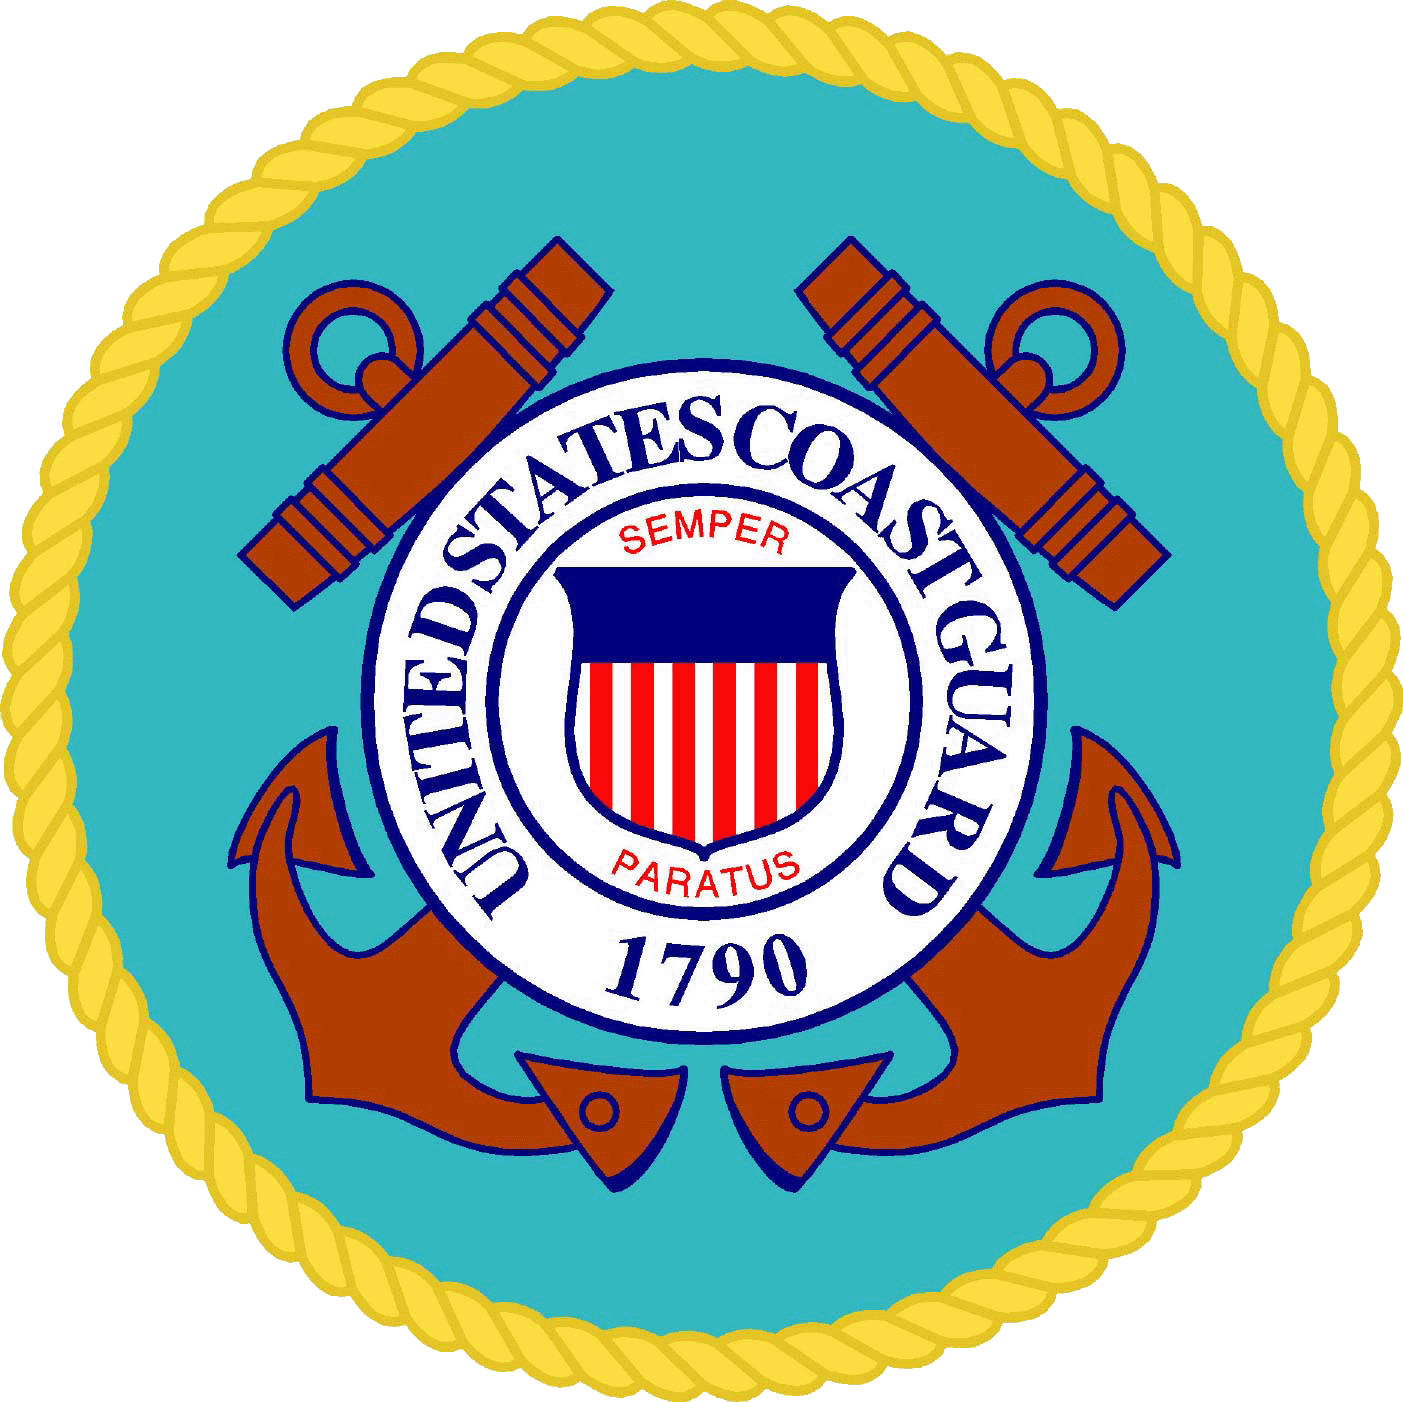 UNITED STATES COAST GUARD
SEMPER
PARATUS
1790